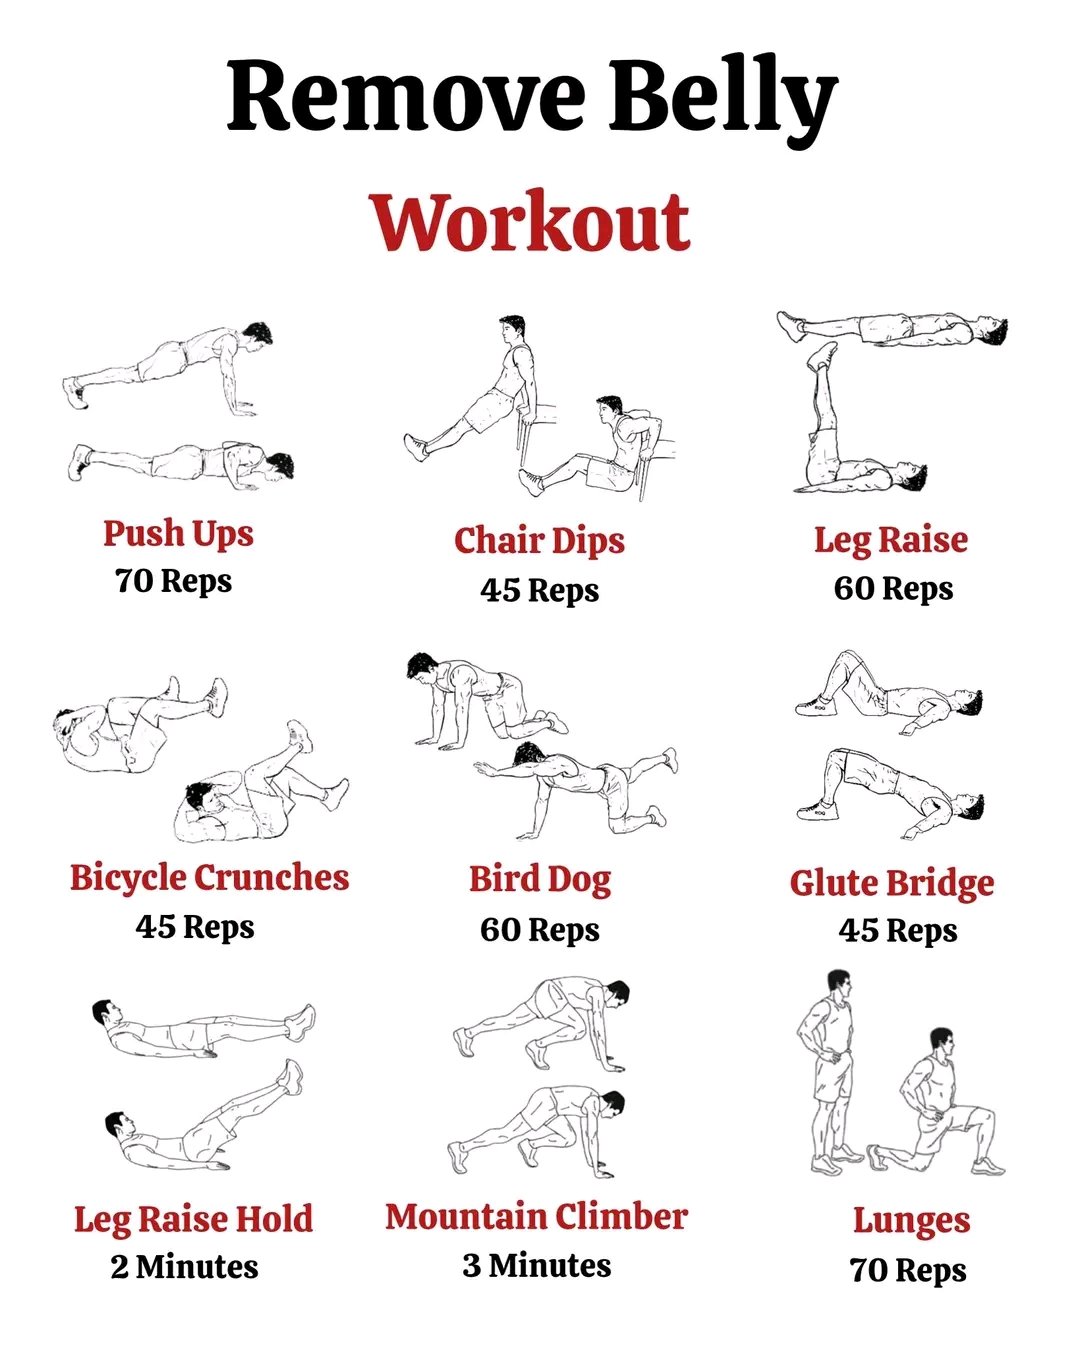 Remove Belly
Workout
Push Ups
70 Reps
Chair Dips
45 Reps
Leg Raise
60 Reps
Bicycle Crunches
45 Reps
Bird Dog
60 Reps
Glute Bridge
45 Reps
Leg Raise Hold
2 Minutes
Mountain Climber
3 Minutes
Lunges
70 Reps